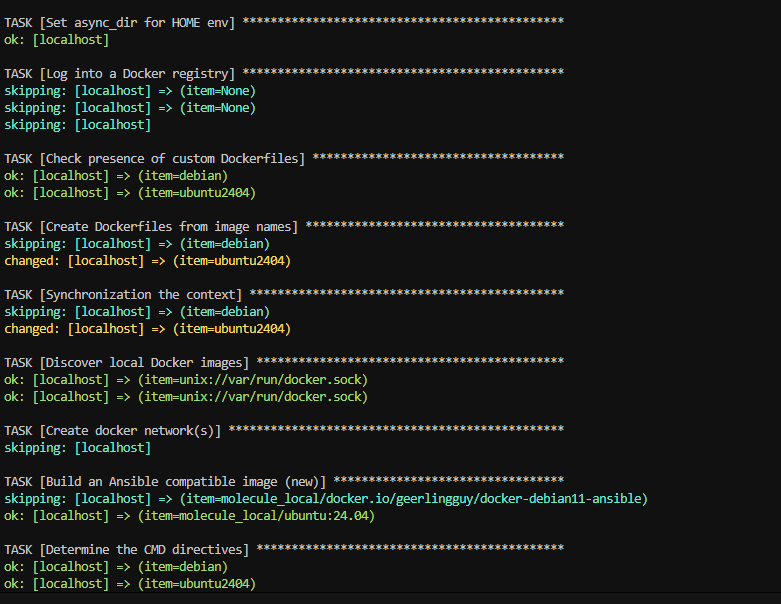 TASK [Set async_dir for HOME env] **********************************************
ok: [localhost]
TASK [Log into a Docker registry] **********************************************
skipping: [localhost] => (item=None)
skipping: [localhost] => (item=None)
skipping: [localhost]
TASK [Check presence of custom Dockerfiles] ************************************
ok: [localhost] => (item=debian)
ok: [localhost] => (item=ubuntu2404)
TASK [Create Dockerfiles from image names] *************************************
skipping: [localhost] => (item=debian)
changed: [localhost] => (item=ubuntu2404)
TASK [Synchronization the context] *********************************************
skipping: [localhost] => (item=debian)
changed: [localhost] => (item=ubuntu2404)
TASK [Discover local Docker images] ********************************************
ok: [localhost] => (item=unix://var/run/docker.sock)
ok: [localhost] => (item=unix://var/run/docker.sock)
TASK [Create docker network(s)] ************************************************
skipping: [localhost]
TASK [Build an Ansible compatible image (new)] *********************************
skipping: [localhost] => (item=molecule_local/docker.io/geerlingguy/docker-debian11-ansible)
ok: [localhost] => (item=molecule_local/ubuntu:24.04)
TASK [Determine the CMD directives] ********************************************
ok: [localhost] => (item=debian)
ok: [localhost] => (item=ubuntu2404)